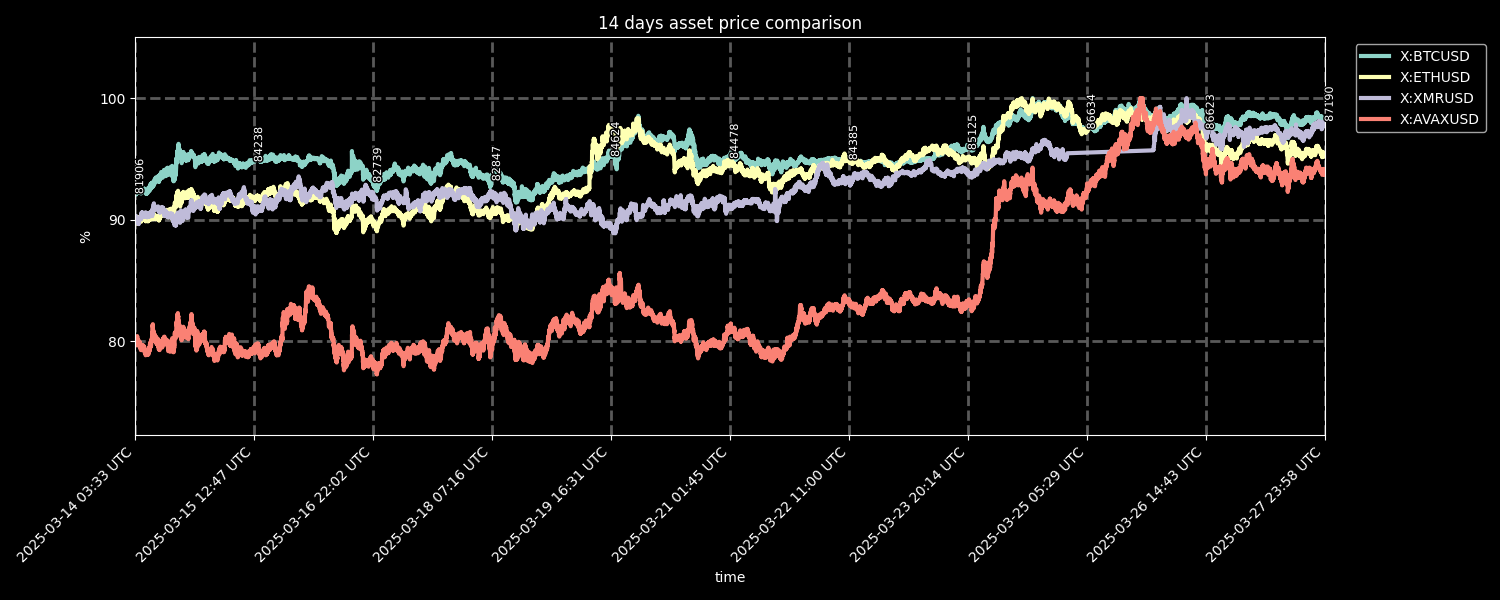 14 days asset price comparison
X:BTCUSD
X:ETHUSD
X:XMRUSD
X:AVAXUSD
100
90
80
%
81906
84238
82739
82847
84624
84478
84385
85125
86634
86623
87190
2025-03-14 03:33 UTC
2025-03-15 12:47 UTC
2025-03-16 22:02 UTC
2025-03-18 07:16 UTC
2025-03-19 16:31 UTC
2025-03-21 01:45 UTC
2025-03-22 11:00 UTC
2025-03-23 20:14 UTC
2025-03-25 05:29 UTC
2025-03-26 14:43 UTC
2025-03-27 23:58 UTC
time